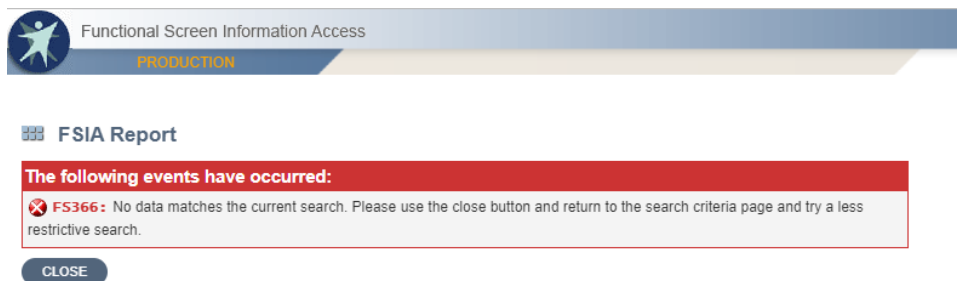 Functional Screen Information Access
PRODUCTION
FSIA Report
The following events have occurred:
FS366: No data matches the current search. Please use the close button and return to the search criteria page and try a less
restrictive search.
CLOSE